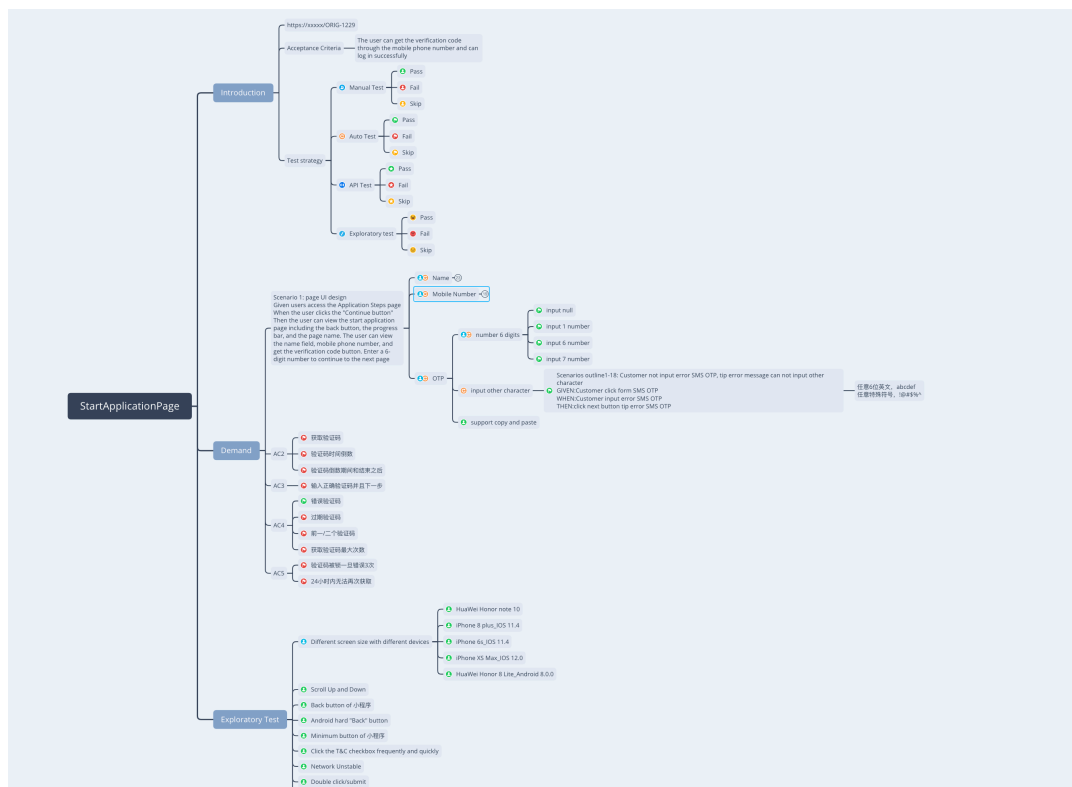 StartApplicationPage
Introduction
https://xxxxx/ORIG-1229
Acceptance Criteria
The user can get the verification code
through the mobile phone number and can
log in successfully
Test strategy
Manual Test
Pass
Fail
Skip
Auto Test
Pass
Fail
Skip
API Test
Pass
Fail
Skip
Exploratory test
Pass
Fail
Skip
Demand
Scenario 1: page UI design
Given users access the Application Steps page
When the user clicks the "Continue button"
Then the user can view the start application
page including the back button, the progress
bar, and the page name. The user can view
the name field, mobile phone number, and
get the verification code button. Enter a 6-
digit number to continue to the next page
Name
Mobile Number
OTP
number 6 digits
input null
input 1 number
input 6 number
input 7 number
input other character
Scenarios outline1-18: Customer not input error SMS OTP, tip error message can not input other
character
GIVEN:Customer click form SMS OTP
WHEN:Customer input error SMS OTP
THEN:click next button tip error SMS OTP
任意6位英文，abcdef
任意特殊符号，!@#$%^
support copy and paste
AC2
获取验证码
验证码时间倒数
验证码倒数期间和结束之后
AC3
输入正确验证码并且下一步
AC4
错误验证码
过期验证码
前一/二个验证码
获取验证码最大次数
AC5
验证码被锁一旦错误3次
24小时内无法再次获取
Exploratory Test
Different screen size with different devices
HuaWei Honor note 10
iPhone 8 plus_IOS 11.4
iPhone 6s_IOS 11.4
iPhone XS Max_IOS 12.0
HuaWei Honor 8 Lite_Android 8.0.0
Scroll Up and Down
Back button of 小程序
Android hard "Back" button
Minimum button of 小程序
Click the T&C checkbox frequently and quickly
Network Unstable
Double click/submit